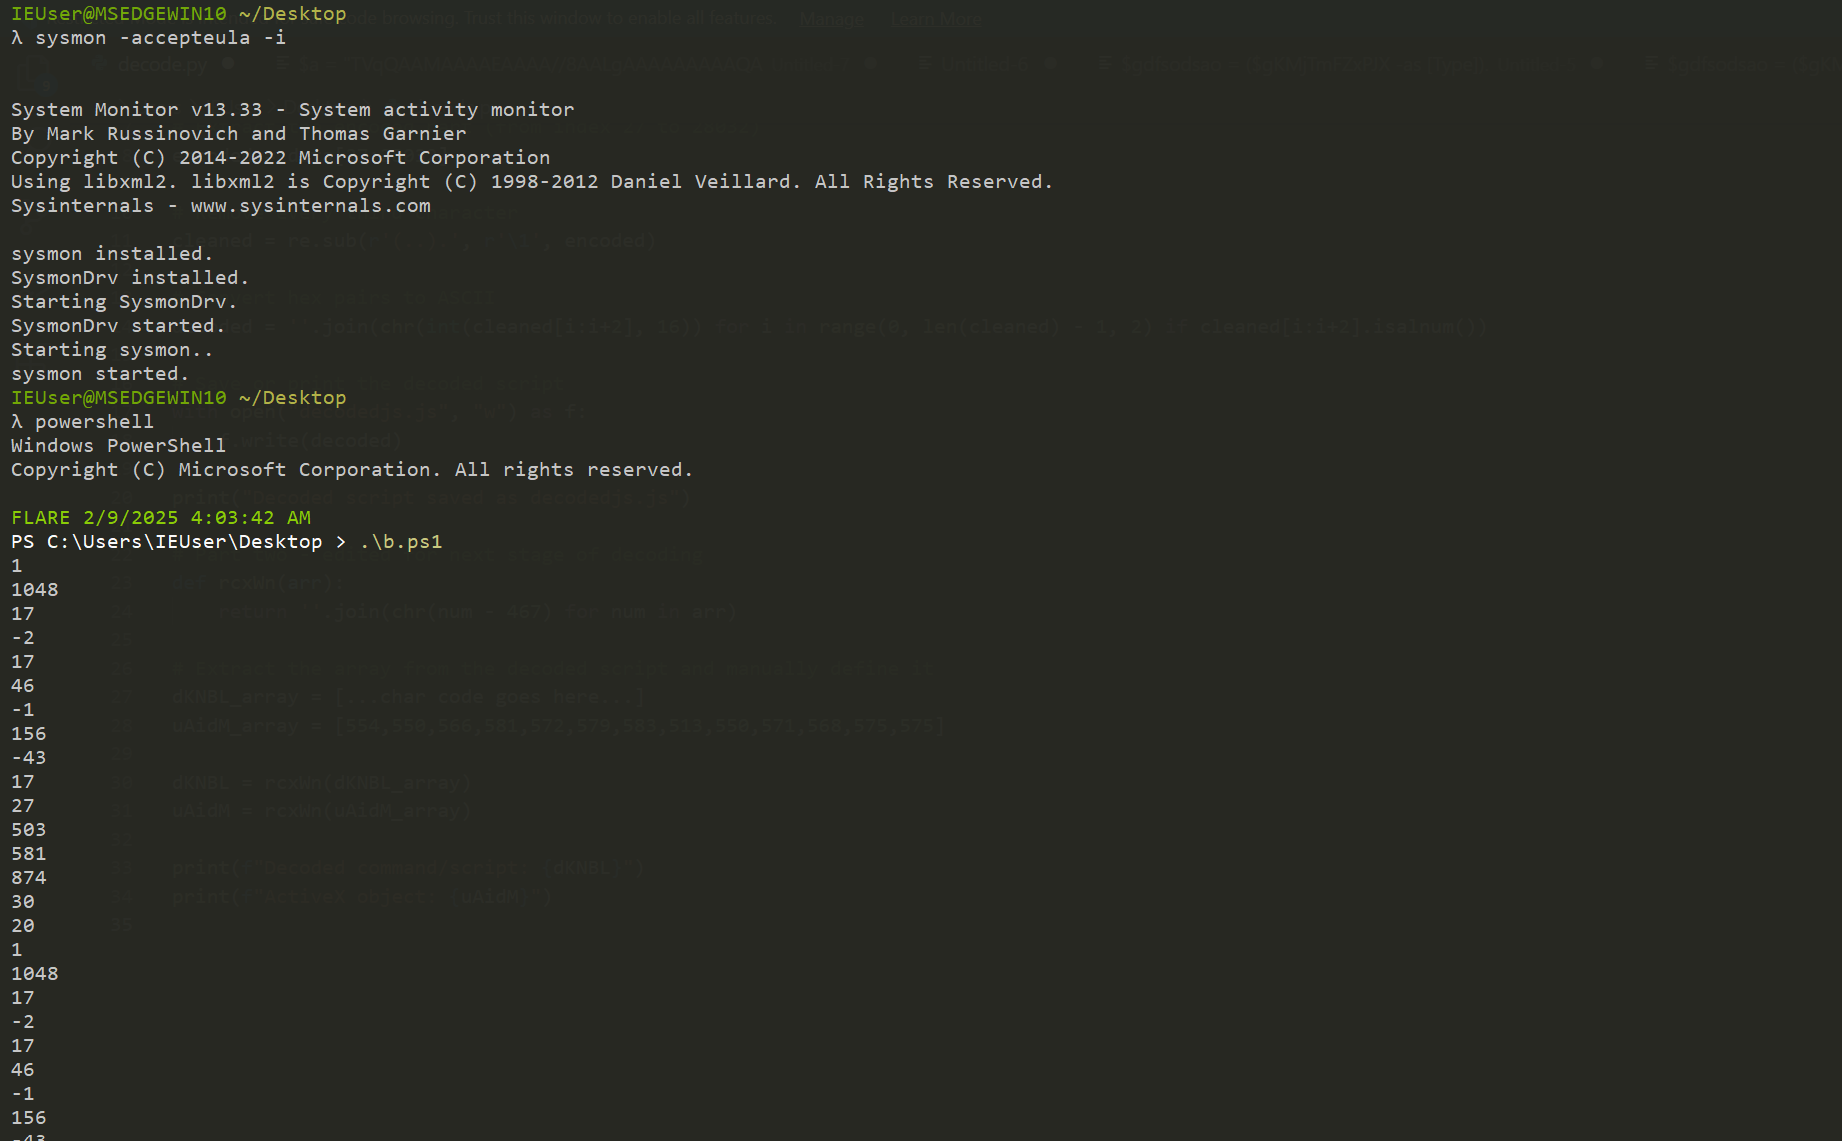 IEUser@MSEDGEWIN10 ~/Desktop
λ sysmon -accepteula -i
System Monitor v13.33 - System activity monitor
By Mark Russinovich and Thomas Garnier
Copyright (C) 2014-2022 Microsoft Corporation
Using libxml2. libxml2 is Copyright (C) 1998-2012 Daniel Veillard. All Rights Reserved.
Sysinternals - www.sysinternals.com
sysmon installed.
SysmonDrv installed.
Starting SysmonDrv.
SysmonDrv started.
Starting sysmon..
sysmon started.
IEUser@MSEDGEWIN10 ~/Desktop
λ powershell
Windows PowerShell
Copyright (C) Microsoft Corporation. All rights reserved.
FLARE 2/9/2025 4:03:42 AM
PS C:\Users\IEUser\Desktop > .\b.ps1
1
1048
17
-2
17
46
-1
156
-43
17
27
503
581
874
30
20
1
1048
17
-2
17
46
-1
156
-43